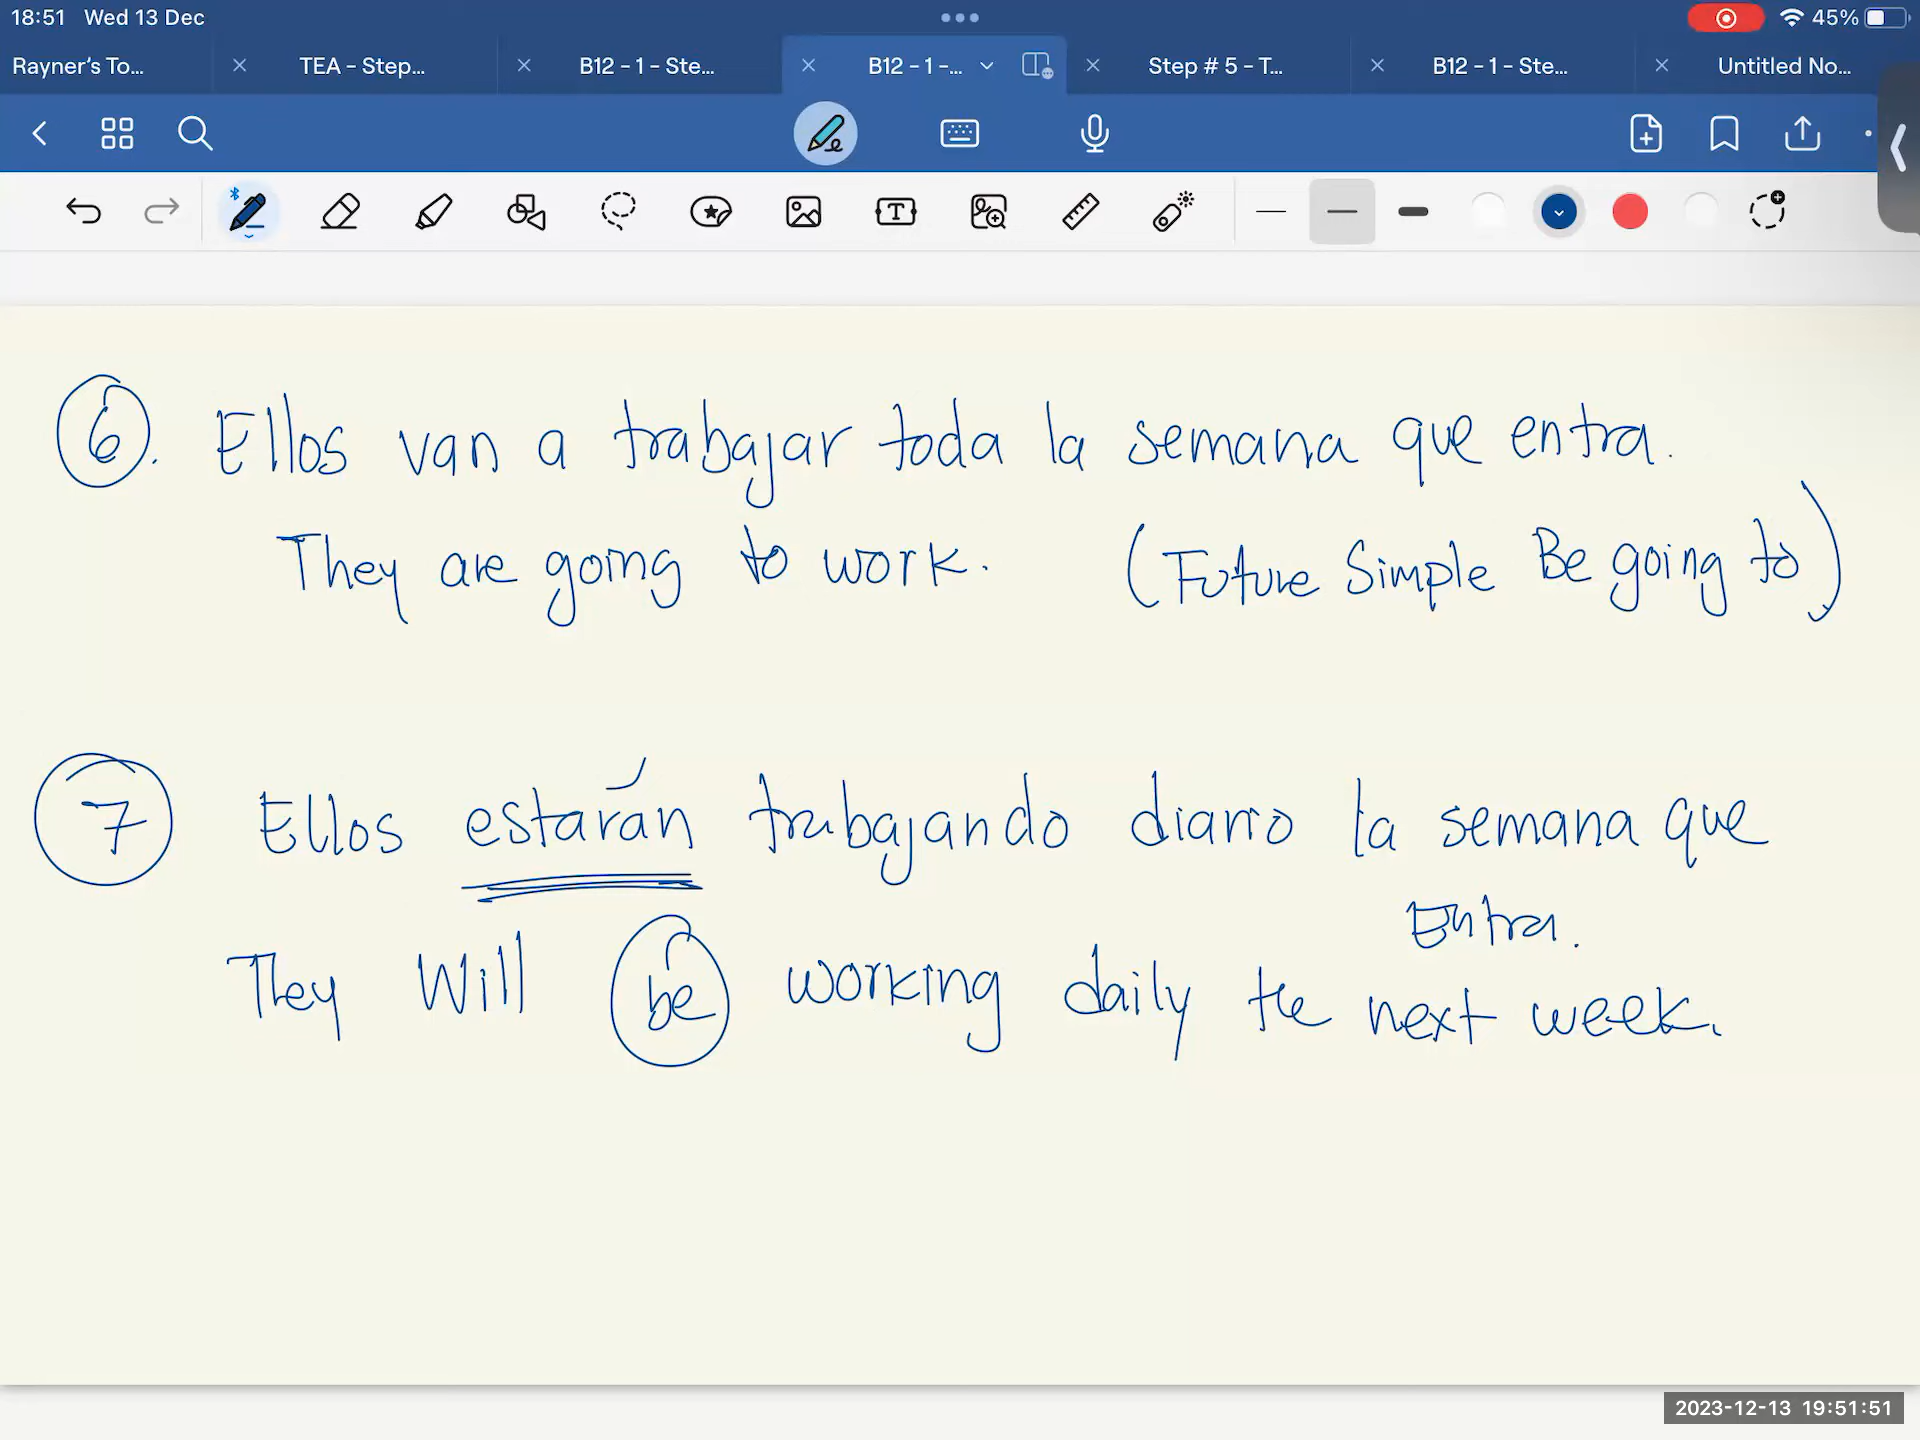 18:51 Wed 13 Dec
45%
Rayner's To...
TEA - Step...
B12 - 1 - Ste...
B12 - 1 -...
Step # 5 - T...
B12 - 1 - Ste...
Untitled No...
6. Ellos van a trabajar toda la semana que entra.
They are going to work. (Future Simple Be going to)
7 Ellos estarán trabajando diario la semana que
Entra.
They Will be working daily the next week.
2023-12-13 19:51:51